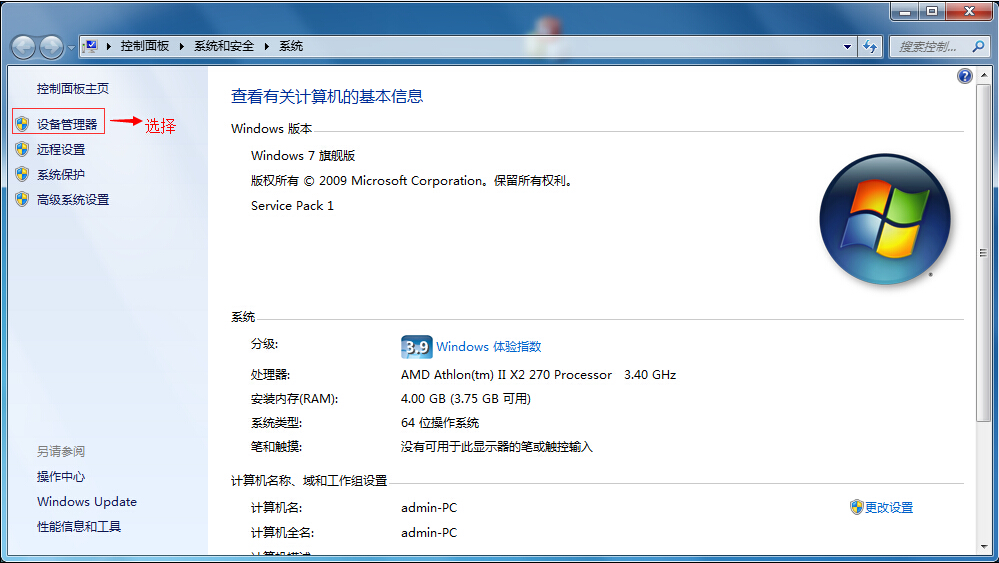 控制面板 系统和安全 系统
搜索控制...
控制面板主页
设备管理器
选择
远程设置
系统保护
高级系统设置
另请参阅
操作中心
Windows Update
性能信息和工具
查看有关计算机的基本信息
Windows 版本
Windows 7 旗舰版
版权所有 © 2009 Microsoft Corporation。保留所有权利。
Service Pack 1
系统
分级: 3.9 Windows 体验指数
处理器: AMD Athlon(tm) II X2 270 Processor 3.40 GHz
安装内存(RAM): 4.00 GB (3.75 GB 可用)
系统类型: 64 位操作系统
笔和触摸: 没有可用于此显示器的笔或触控输入
计算机名称、域和工作组设置
计算机名: admin-PC 更改设置
计算机全名: admin-PC